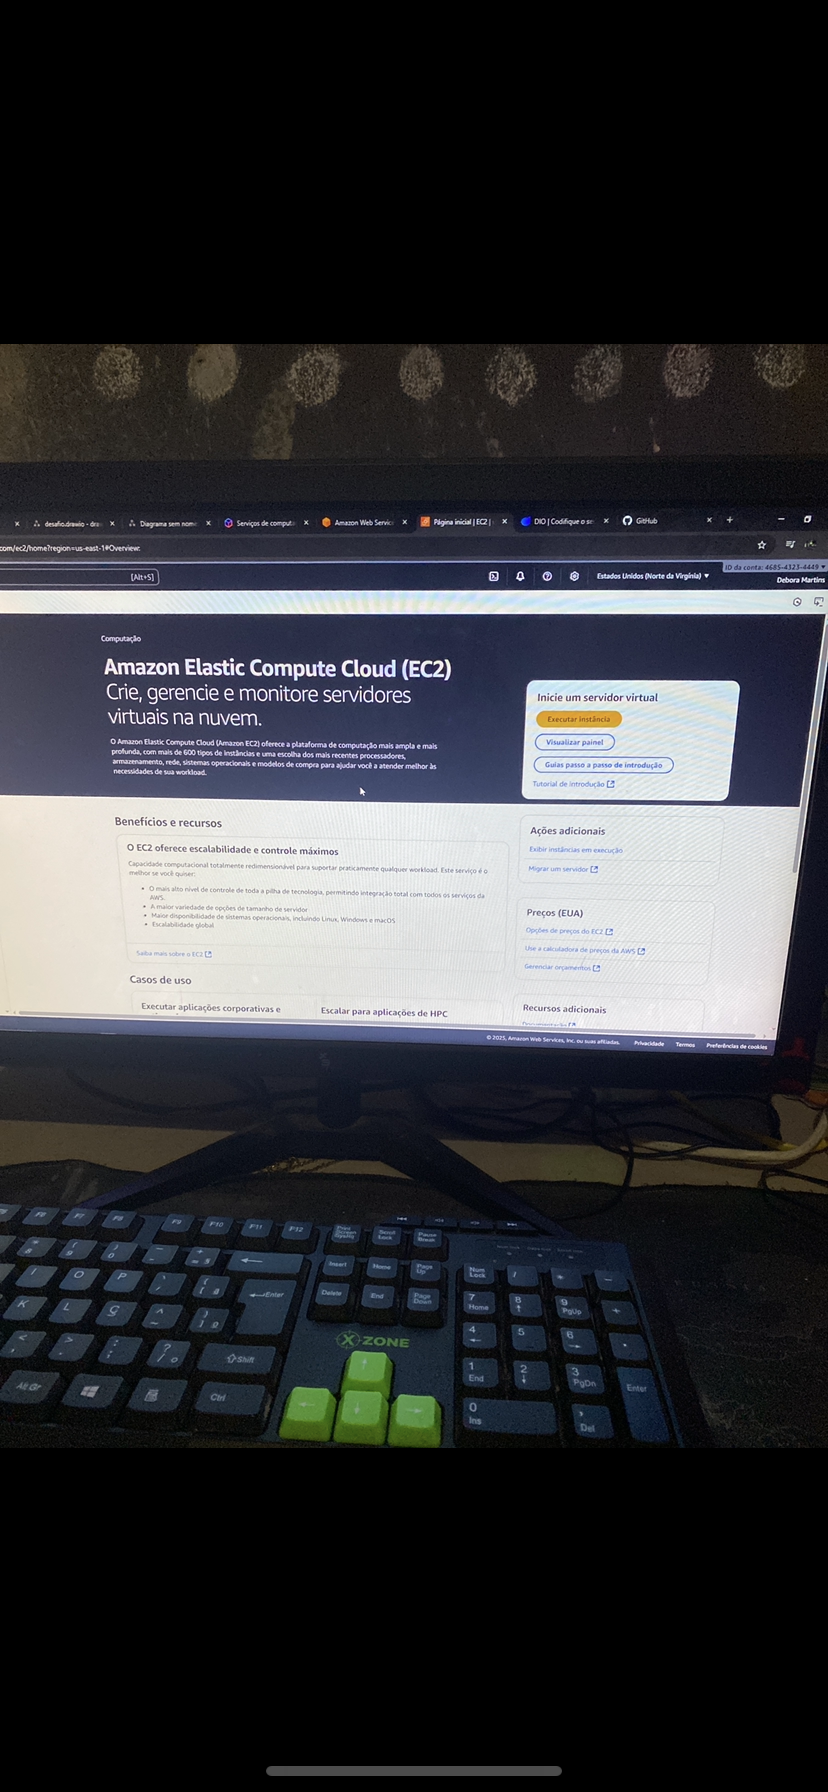 desafio.drawio - dra
Diagrama sem nome
Serviços de computa
Amazon Web Servic
Página inicial | EC2 |
DIO | Codifique o se
GitHub
com/ec2/home?region=us-east-1#Overview:
[Alt+S]
Estados Unidos (Norte da Virgínia)
ID da conta: 4685-4323-4449
Debora Martins
Computação
Amazon Elastic Compute Cloud (EC2)
Crie, gerencie e monitore servidores
virtuais na nuvem.
O Amazon Elastic Compute Cloud (Amazon EC2) oferece a plataforma de computação mais ampla e mais
profunda, com mais de 600 tipos de instâncias e uma escolha dos mais recentes processadores,
armazenamento, rede, sistemas operacionais e modelos de compra para ajudar você a atender melhor às
necessidades de sua workload.
Inicie um servidor virtual
Executar instância
Visualizar painel
Guias passo a passo de introdução
Tutorial de introdução
Benefícios e recursos
O EC2 oferece escalabilidade e controle máximos
Capacidade computacional totalmente redimensionável para suportar praticamente qualquer workload. Este serviço é o
melhor se você quiser:
• O mais alto nível de controle de toda a pilha de tecnologia, permitindo integração total com todos os serviços da
AWS
• A maior variedade de opções de tamanho de servidor
• Maior disponibilidade de sistemas operacionais, incluindo Linux, Windows e macOS
• Escalabilidade global
Saiba mais sobre o EC2
Casos de uso
Executar aplicações corporativas e
Escalar para aplicações de HPC
Ações adicionais
Exibir instâncias em execução
Migrar um servidor
Preços (EUA)
Opções de preços do EC2
Use a calculadora de preços da AWS
Gerenciar orçamentos
Recursos adicionais
Documentação
© 2025, Amazon Web Services, Inc. ou suas afiliadas.
Privacidade
Termos
Preferências de cookies
F6 F7 F8 F9 F10 F11 F12
Print Screen SysRq
Scroll Lock
Pause Break
Insert Home Page Up
Num Lock / * -
O P
Enter
Delete End Page Down
7 Home 8 9 PgUp +
K L Ç
X ZONE
4 5 6
Shift
1 End 2 3 PgDn Enter
Alt Gr
Ctrl
0 Ins
, Del